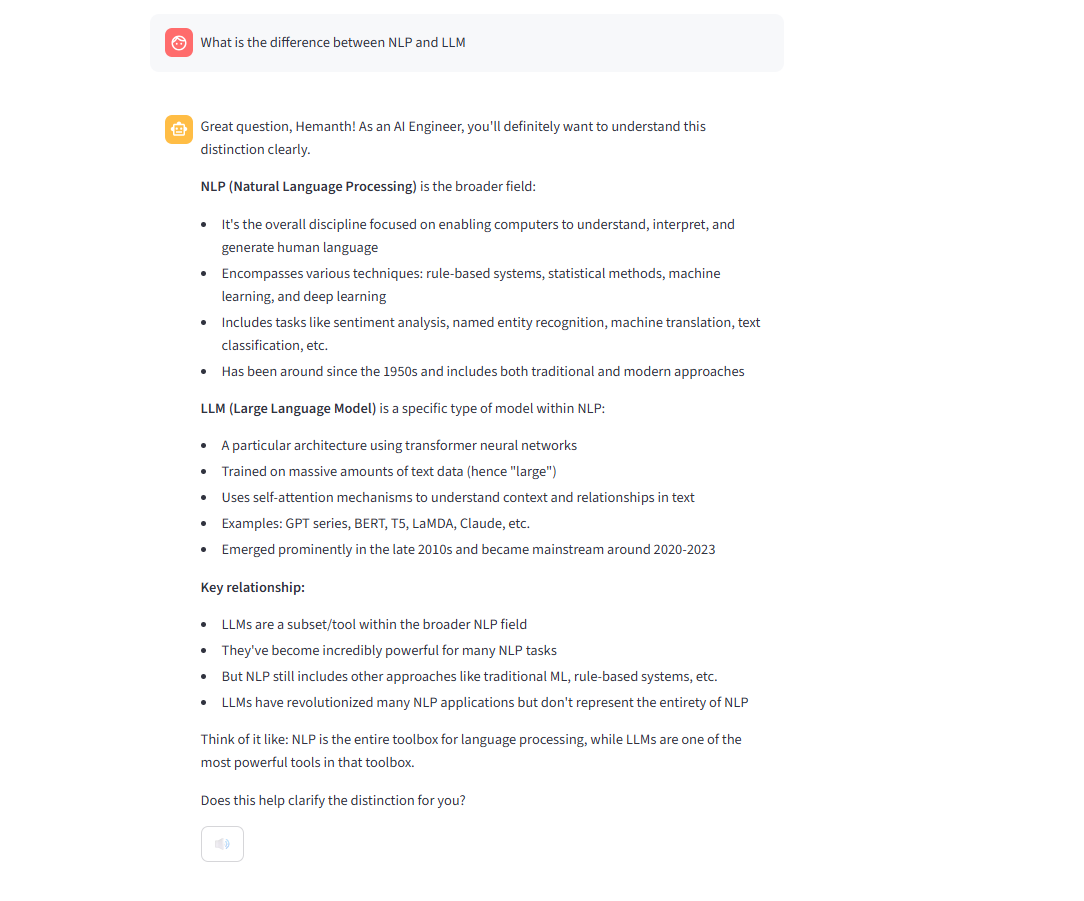 What is the difference between NLP and LLM
Great question, Hemanth! As an AI Engineer, you'll definitely want to understand this
distinction clearly.
NLP (Natural Language Processing) is the broader field:
• It's the overall discipline focused on enabling computers to understand, interpret, and
generate human language
• Encompasses various techniques: rule-based systems, statistical methods, machine
learning, and deep learning
• Includes tasks like sentiment analysis, named entity recognition, machine translation, text
classification, etc.
• Has been around since the 1950s and includes both traditional and modern approaches
LLM (Large Language Model) is a specific type of model within NLP:
• A particular architecture using transformer neural networks
• Trained on massive amounts of text data (hence "large")
• Uses self-attention mechanisms to understand context and relationships in text
• Examples: GPT series, BERT, T5, LaMDA, Claude, etc.
• Emerged prominently in the late 2010s and became mainstream around 2020-2023
Key relationship:
• LLMs are a subset/tool within the broader NLP field
• They've become incredibly powerful for many NLP tasks
• But NLP still includes other approaches like traditional ML, rule-based systems, etc.
• LLMs have revolutionized many NLP applications but don't represent the entirety of NLP
Think of it like: NLP is the entire toolbox for language processing, while LLMs are one of the
most powerful tools in that toolbox.
Does this help clarify the distinction for you?